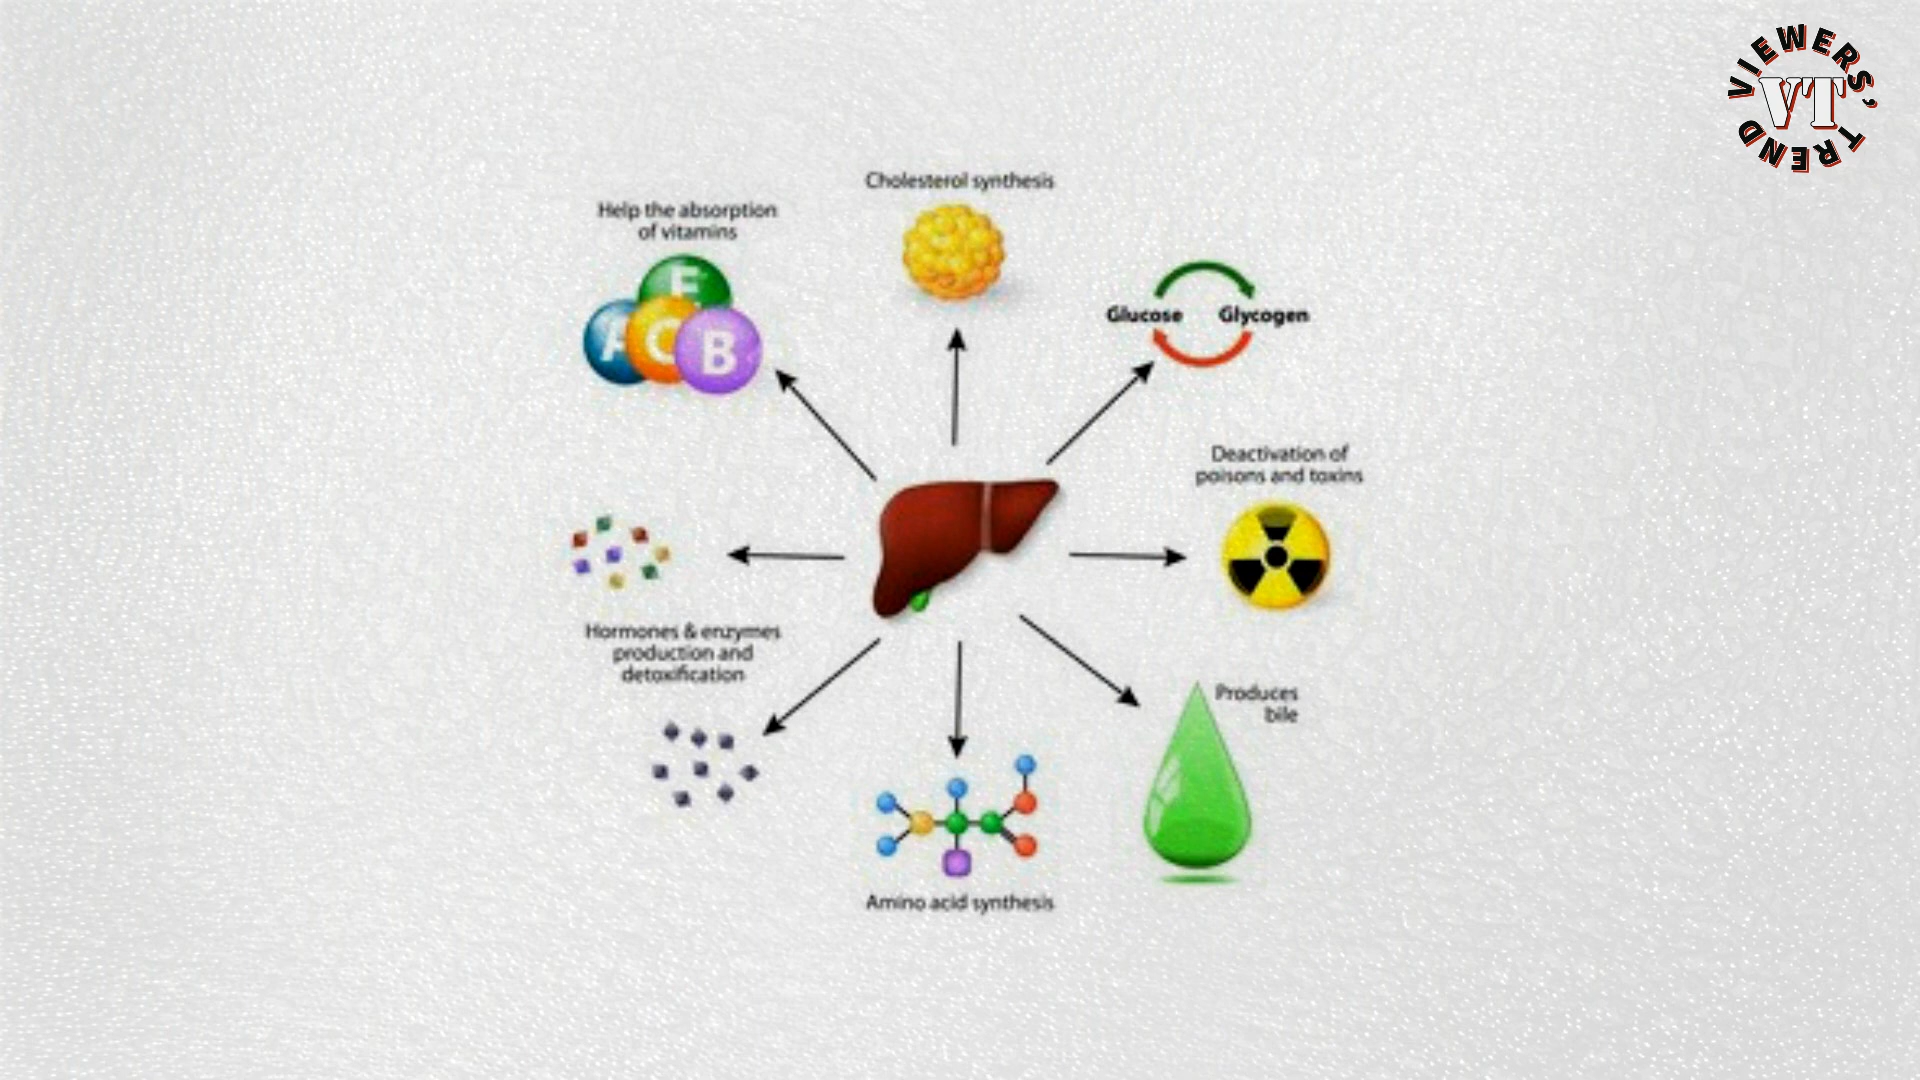 VIEWERS' TREND
VT
Cholesterol synthesis
Help the absorption
of vitamins
E
A
C
B
Glucose Glycogen
Deactivation of
poisons and toxins
Hormones & enzymes
production and
detoxification
Produces
bile
Amino acid synthesis